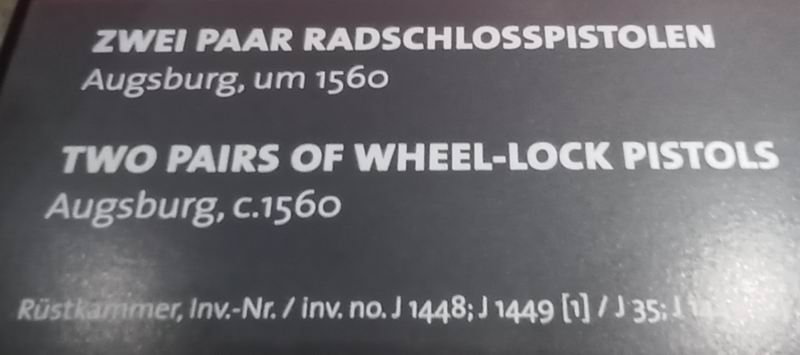 ZWEI PAAR RADSCHLOSSPISTOLEN
Augsburg, um 1560
TWO PAIRS OF WHEEL-LOCK PISTOLS
Augsburg, c.1560
Rüstkammer, Inv.-Nr. / inv. no. J 1448; J 1449 [1] / J 35; J